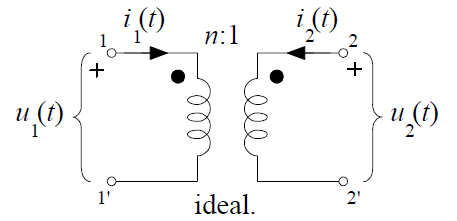 i₁(t) n:1 i₂(t)
1 2
+ +
u₁(t) u₂(t)
1' 2'
ideal.